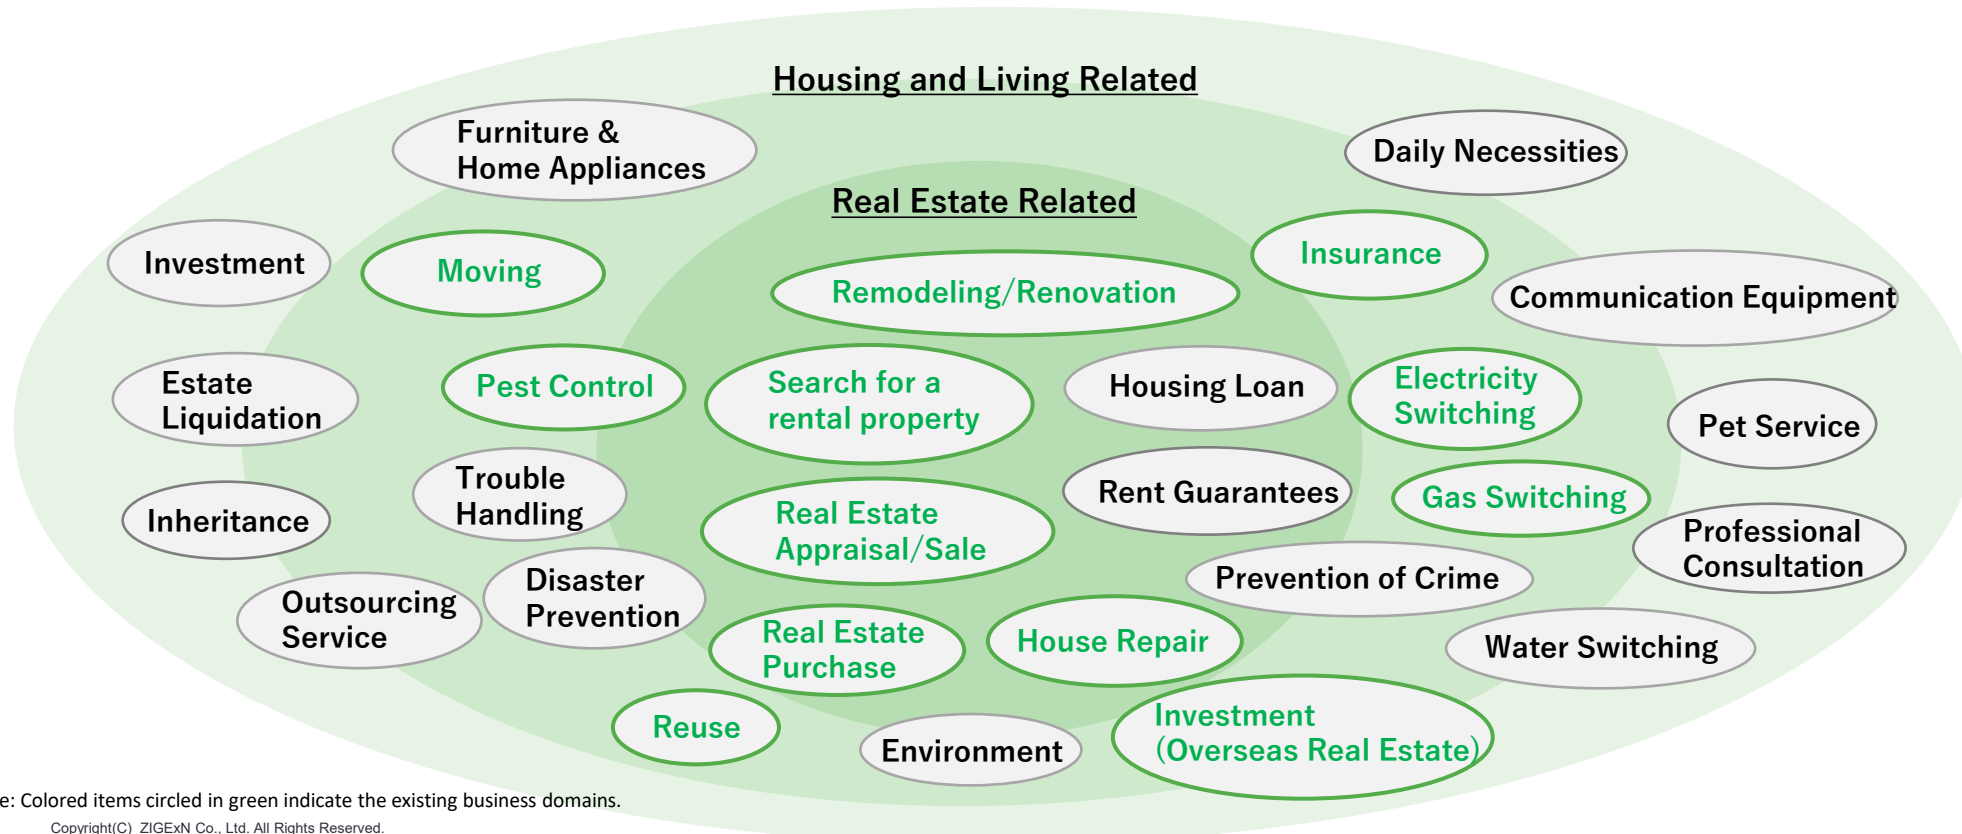 Housing and Living Related
Furniture &
Home Appliances
Daily Necessities
Real Estate Related
Investment
Moving
Insurance
Remodeling/Renovation
Communication Equipment
Estate
Liquidation
Pest Control
Search for a
rental property
Housing Loan
Electricity
Switching
Pet Service
Trouble
Handling
Rent Guarantees
Gas Switching
Inheritance
Real Estate
Appraisal/Sale
Professional
Consultation
Outsourcing
Service
Disaster
Prevention
Prevention of Crime
Real Estate
Purchase
House Repair
Water Switching
Reuse
Environment
Investment
(Overseas Real Estate)
e: Colored items circled in green indicate the existing business domains.
Copyright(C) ZIGExN Co., Ltd. All Rights Reserved.